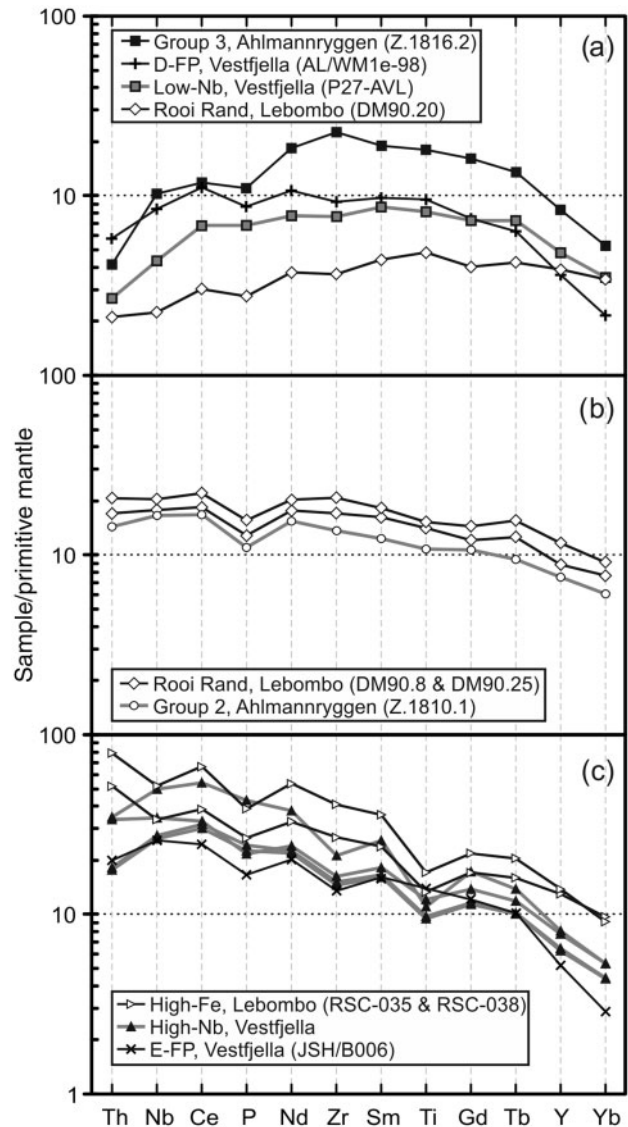 100
(a)
Group 3, Ahlmannryggen (Z.1816.2)
D-FP, Vestfjella (AL/WM1e-98)
Low-Nb, Vestfjella (P27-AVL)
Rooi Rand, Lebombo (DM90.20)
10
100
(b)
10
Sample/primitive mantle
Rooi Rand, Lebombo (DM90.8 & DM90.25)
Group 2, Ahlmannryggen (Z.1810.1)
100
(c)
10
High-Fe, Lebombo (RSC-035 & RSC-038)
High-Nb, Vestfjella
E-FP, Vestfjella (JSH/B006)
1
Th Nb Ce P Nd Zr Sm Ti Gd Tb Y Yb